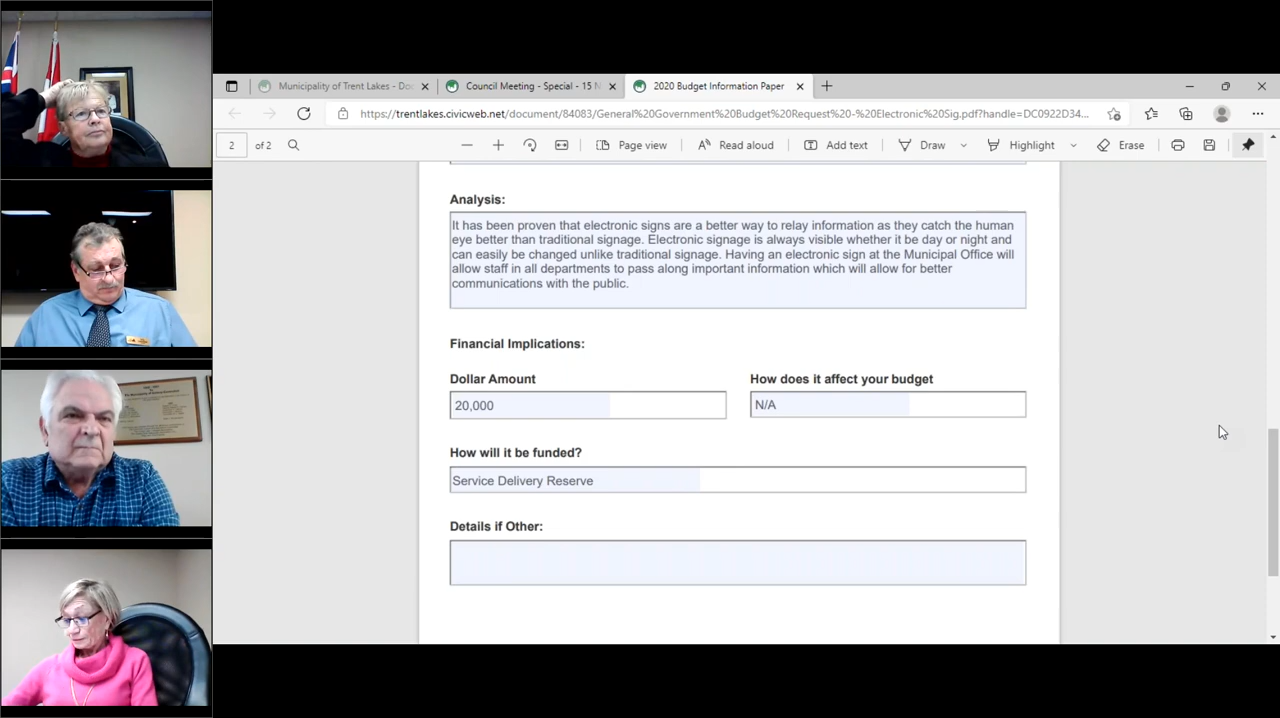 Municipality of Trent Lakes - Doc
Council Meeting - Special - 15 N
2020 Budget Information Paper
https://trentlakes.civicweb.net/document/84083/General%20Government%20Budget%20Request%20-%20Electronic%20Sig.pdf?handle=DC0922D34...
2 of 2
Page view
Read aloud
Add text
Draw
Highlight
Erase
Analysis:
It has been proven that electronic signs are a better way to relay information as they catch the human
eye better than traditional signage. Electronic signage is always visible whether it be day or night and
can easily be changed unlike traditional signage. Having an electronic sign at the Municipal Office will
allow staff in all departments to pass along important information which will allow for better
communications with the public.
Financial Implications:
Dollar Amount
How does it affect your budget
20,000
N/A
How will it be funded?
Service Delivery Reserve
Details if Other: